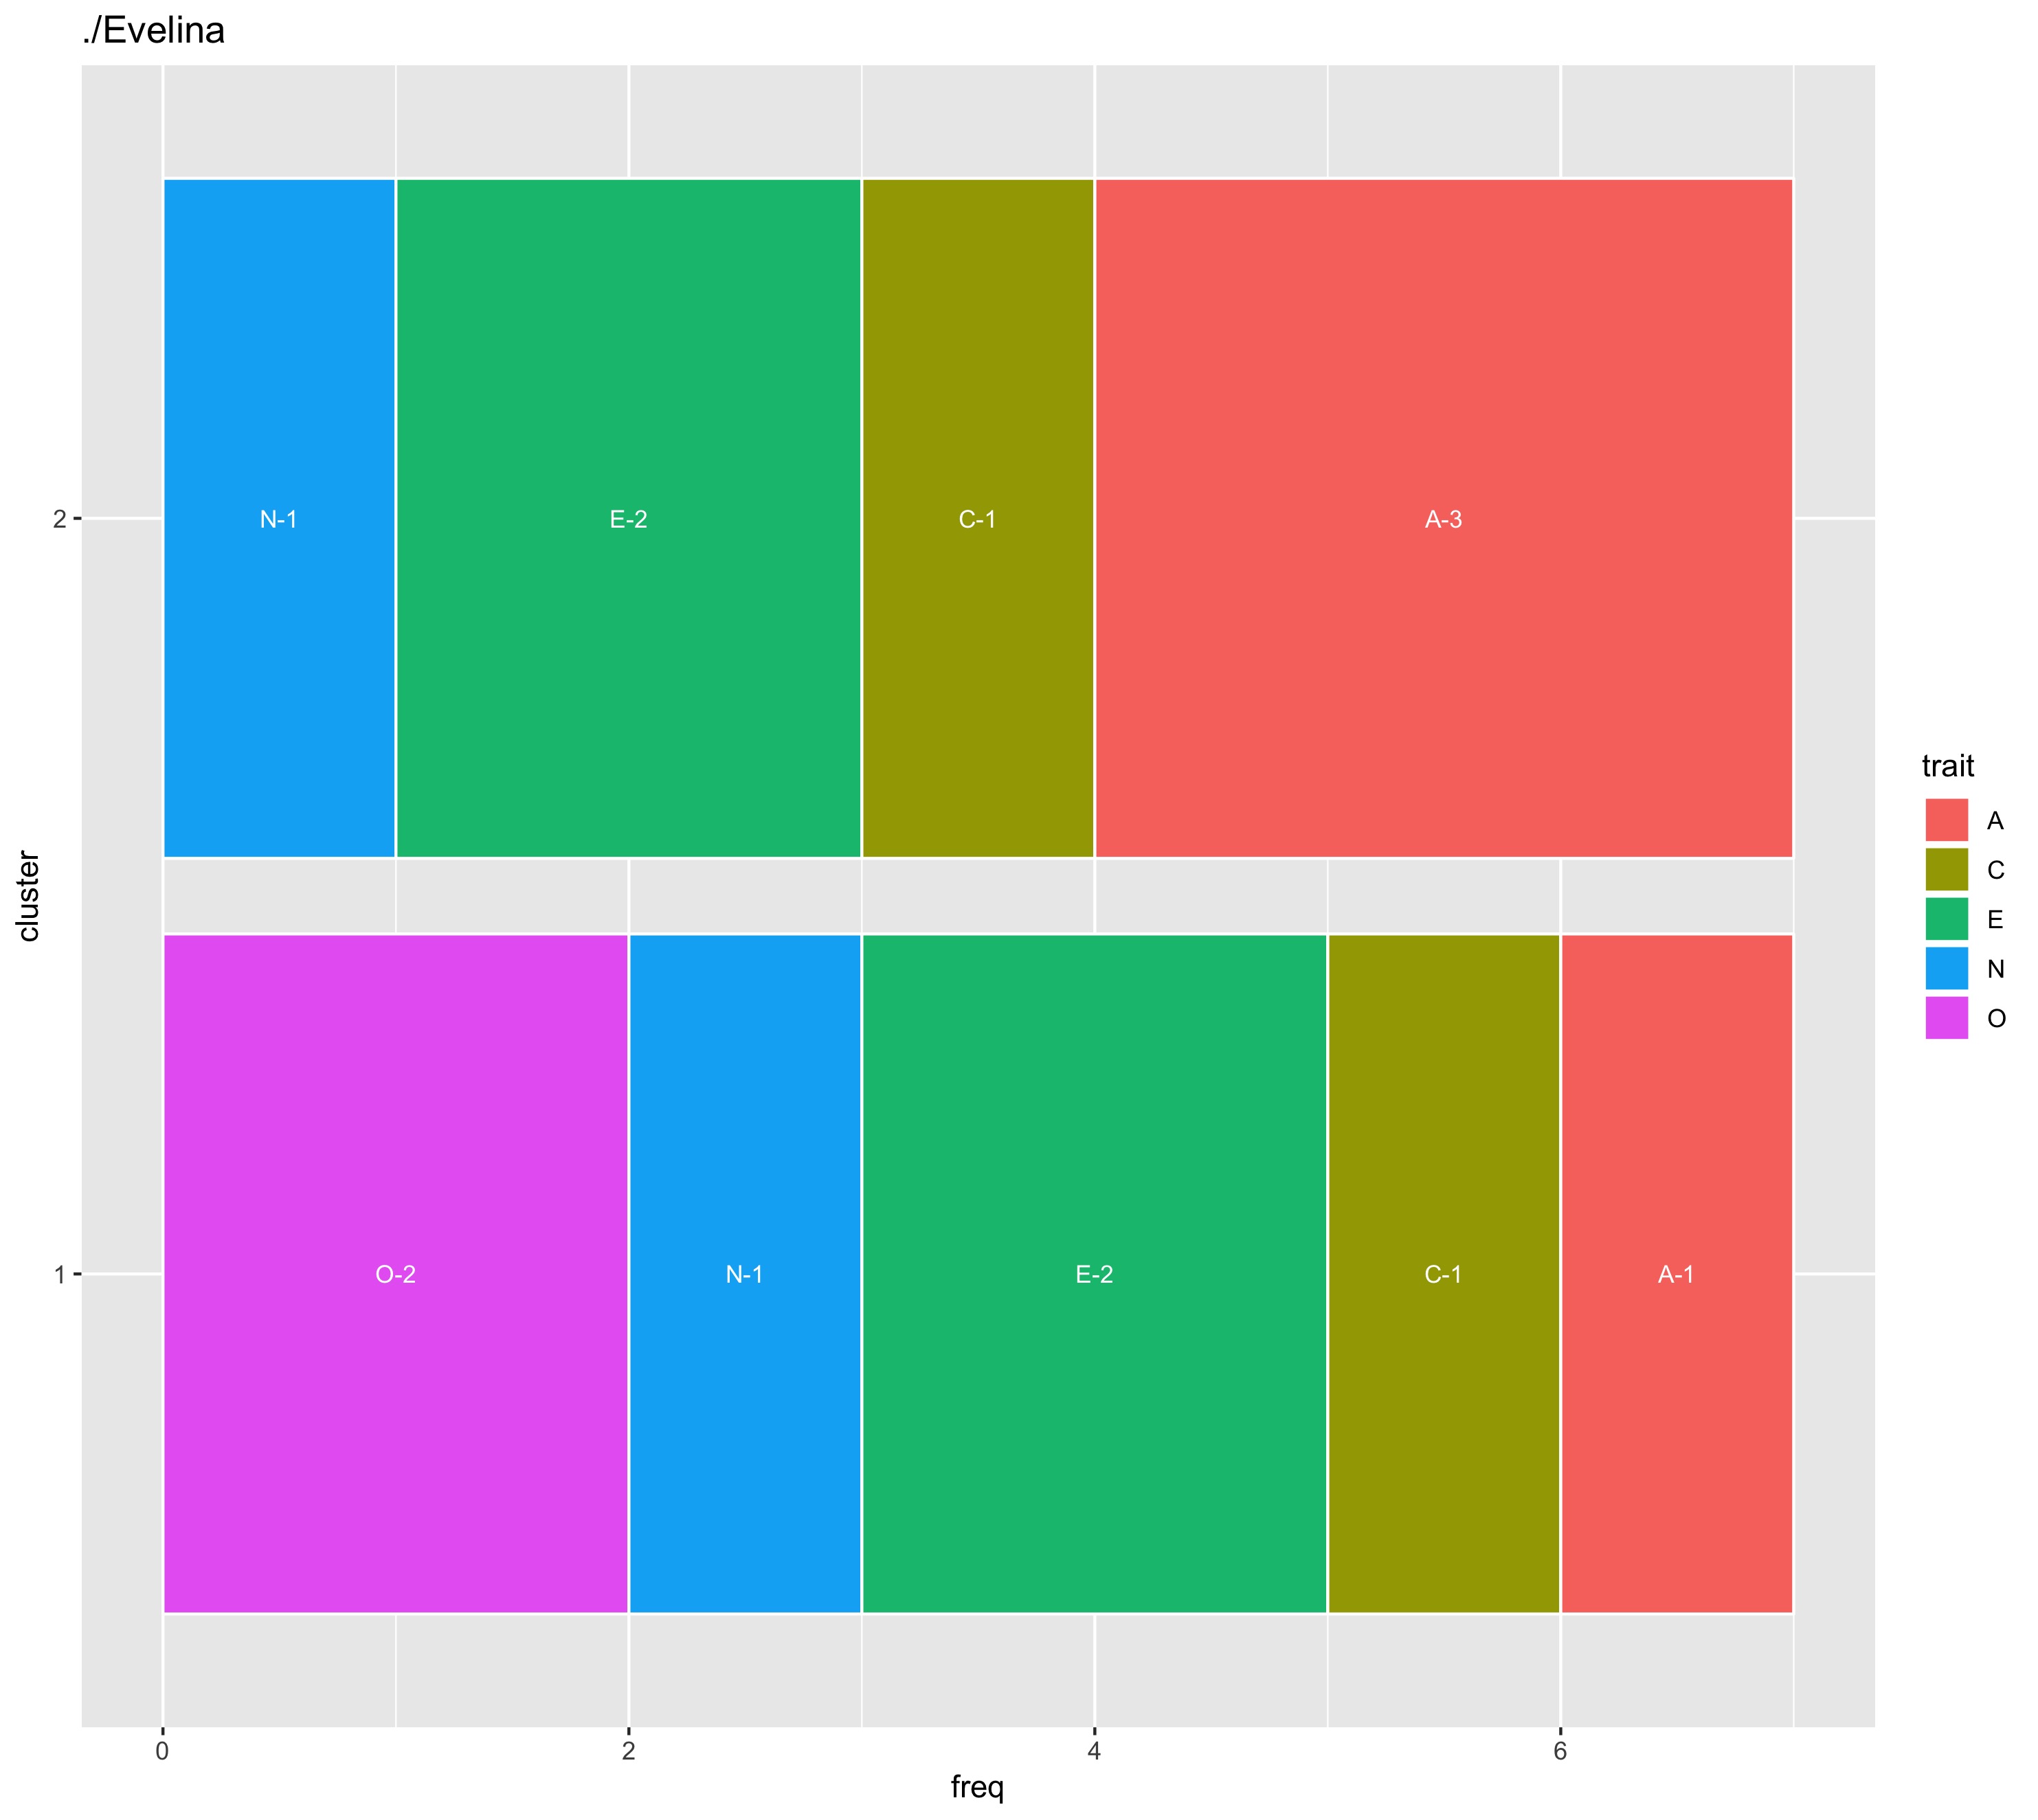 ./Evelina
cluster
2
N-1 E-2 C-1 A-3
1
O-2 N-1 E-2 C-1 A-1
0 2 4 6
freq
trait
A
C
E
N
O